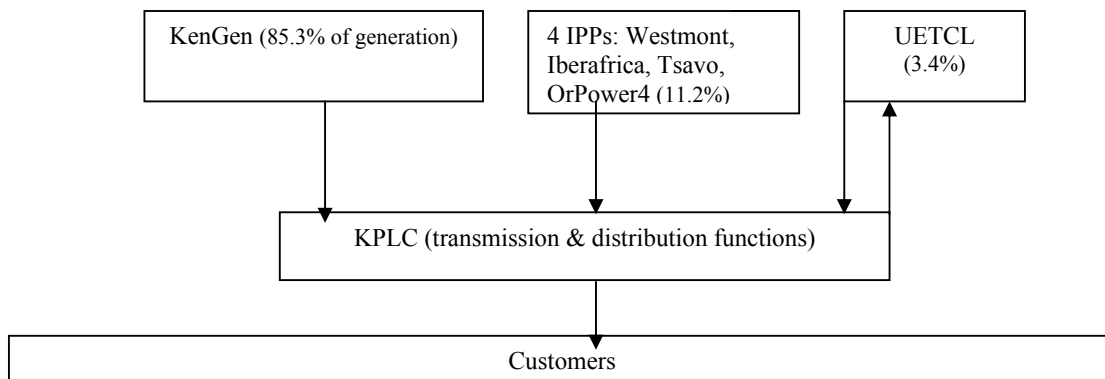 KenGen (85.3% of generation)
4 IPPs: Westmont,
Iberafrica, Tsavo,
OrPower4 (11.2%)
UETCL
(3.4%)
KPLC (transmission & distribution functions)
Customers